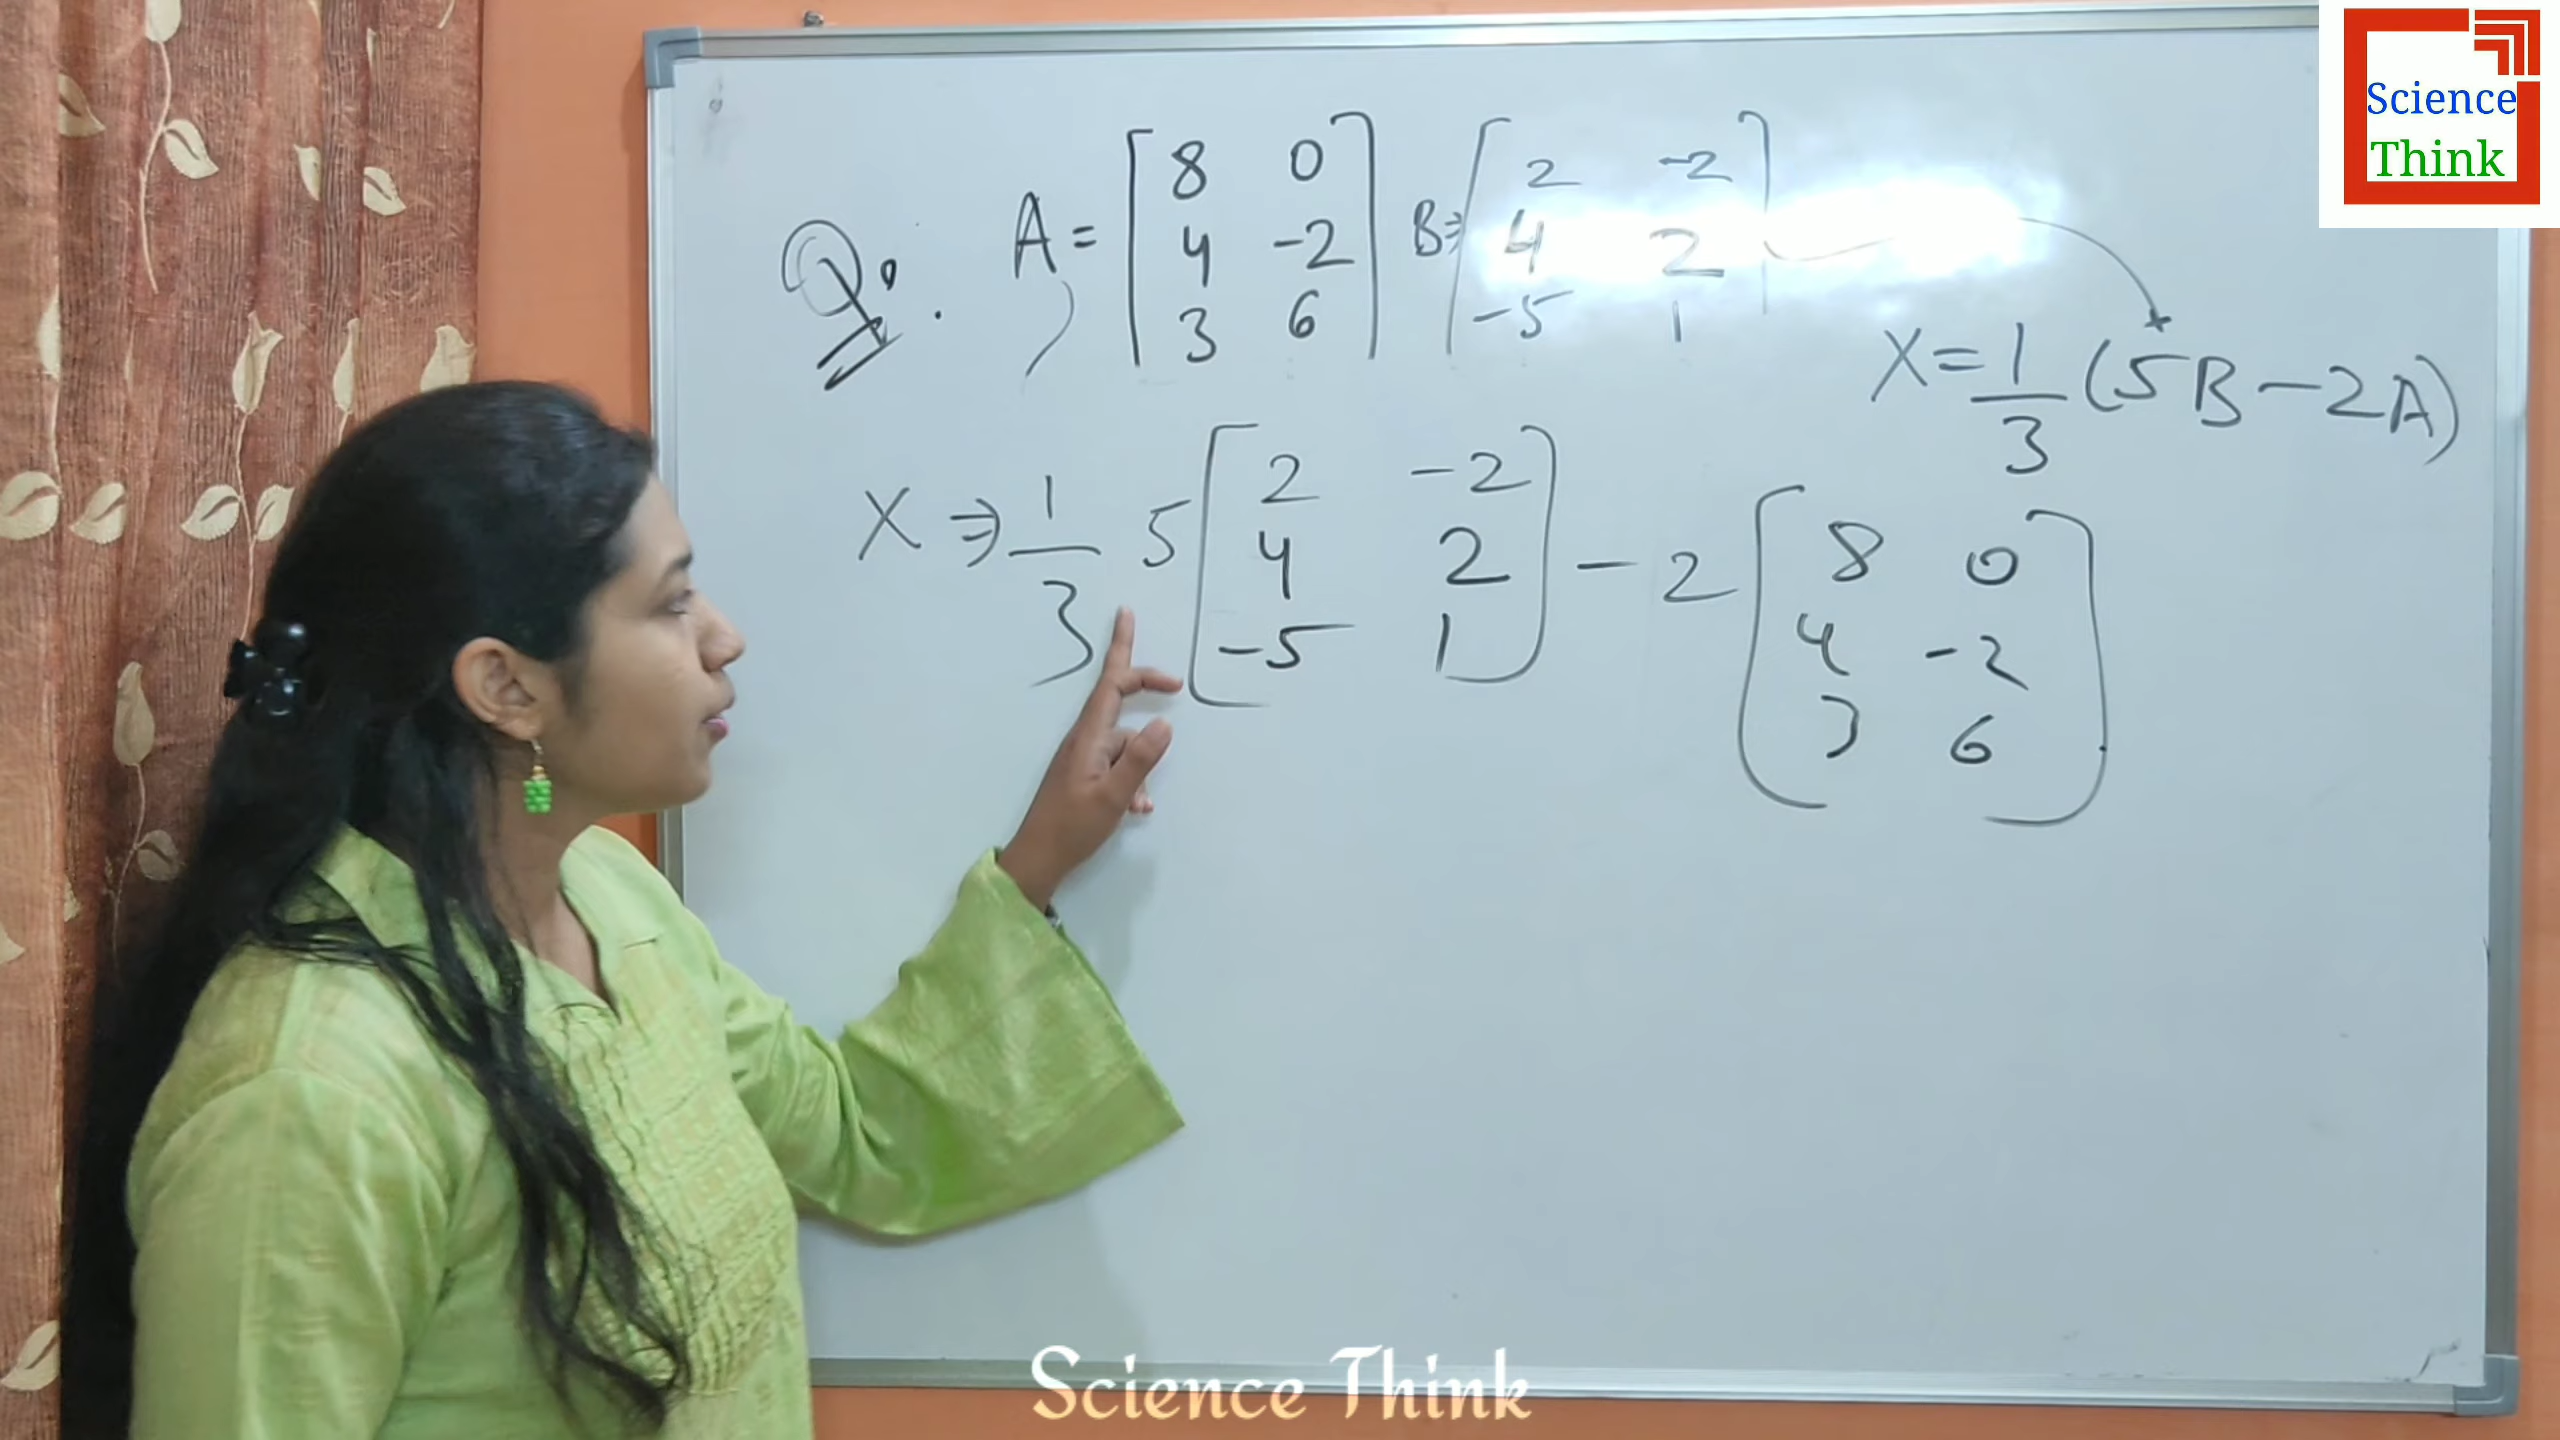 Science
Think
Q. A = [8 0 4 -2 3 6] B ⇒ [2 -2 4 2 -5 1]
X = 1/3 (5B - 2A)
X ⇒ 1/3 5 [2 -2 4 2 -5 1] - 2 [8 0 4 -2 3 6]
Science Think